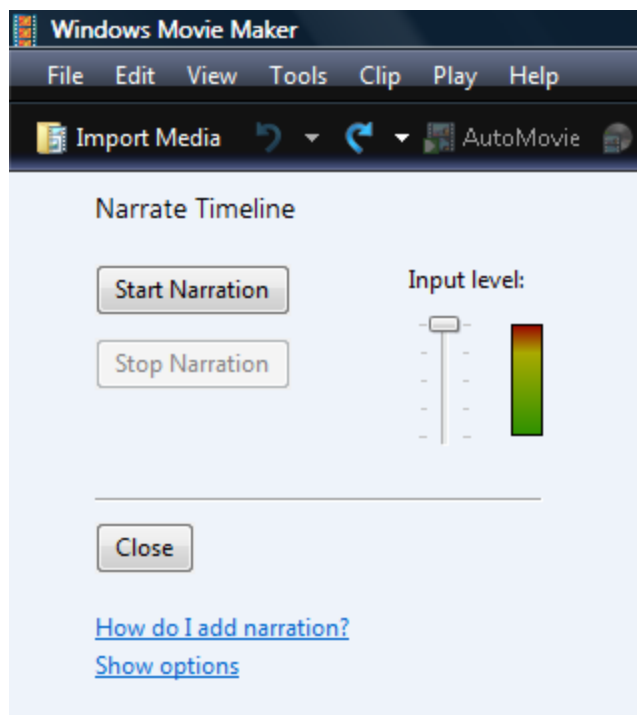 Windows Movie Maker
File Edit View Tools Clip Play Help
Import Media AutoMovie
Narrate Timeline
Start Narration
Input level:
Stop Narration
Close
How do I add narration?
Show options